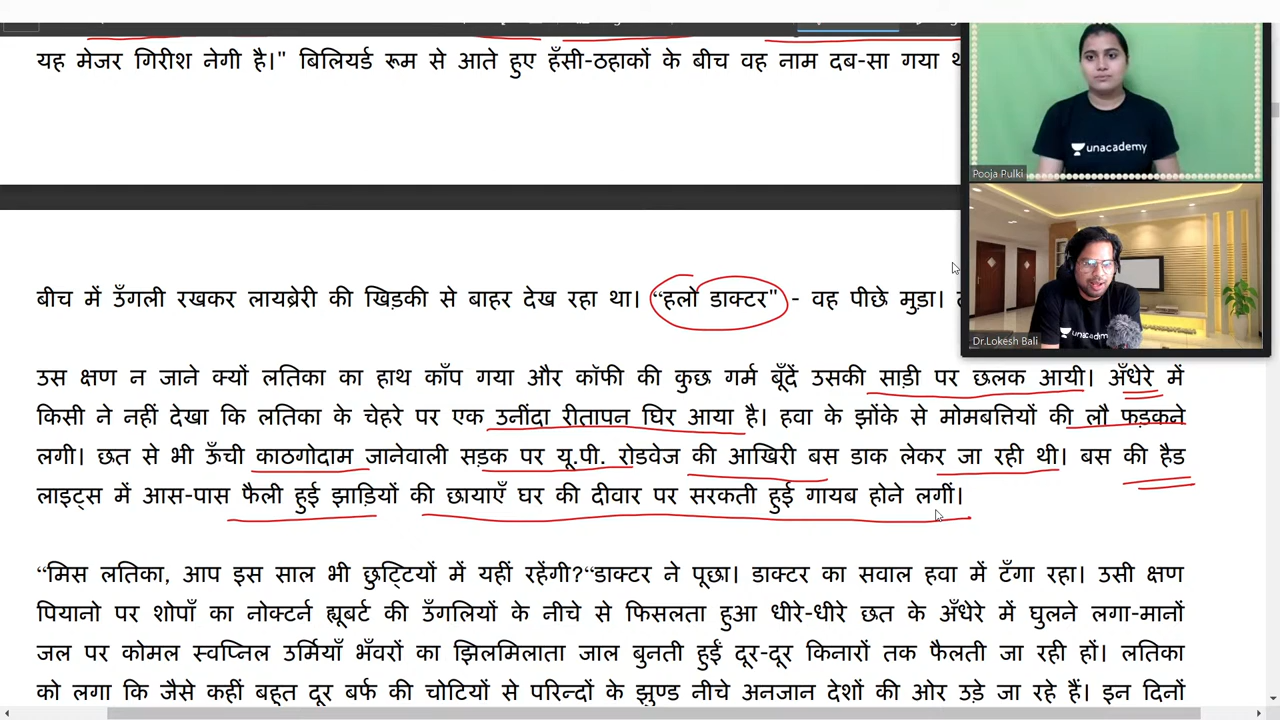 यह मेजर गिरीश नेगी है।" बिलियर्ड रूम से आते हुए हँसी-ठहाकों के बीच वह नाम दब-सा गया
unacademy
Pooja Pulki
बीच में उँगली रखकर लायब्रेरी की खिड़की से बाहर देख रहा था। “हलो डाक्टर" - वह पीछे मुड़ा।
unacademy
Dr.Lokesh Bali
उस क्षण न जाने क्यों लतिका का हाथ काँप गया और कॉफी की कुछ गर्म बूँदें उसकी साड़ी पर छलक आयी। अँधेरे में
किसी ने नहीं देखा कि लतिका के चेहरे पर एक उनींदा रीतापन घिर आया है। हवा के झोंके से मोमबत्तियों की लौ फड़कने
लगी। छत से भी ऊँची काठगोदाम जानेवाली सड़क पर यू.पी. रोडवेज की आखिरी बस डाक लेकर जा रही थी। बस की हैड
लाइट्स में आस-पास फैली हुई झाड़ियों की छायाएँ घर की दीवार पर सरकती हुई गायब होने लगीं।
“मिस लतिका, आप इस साल भी छुट्टियों में यहीं रहेंगी?“डाक्टर ने पूछा। डाक्टर का सवाल हवा में टँगा रहा। उसी क्षण
पियानो पर शोपाँ का नोक्टर्न ह्यूबर्ट की उँगलियों के नीचे से फिसलता हुआ धीरे-धीरे छत के अँधेरे में घुलने लगा-मानों
जल पर कोमल स्वप्निल उर्मियाँ भँवरों का झिलमिलाता जाल बुनती हुईं दूर-दूर किनारों तक फैलती जा रही हों। लतिका
को लगा कि जैसे कहीं बहुत दूर बर्फ की चोटियों से परिन्दों के झुण्ड नीचे अनजान देशों की ओर उड़े जा रहे हैं। इन दिनों